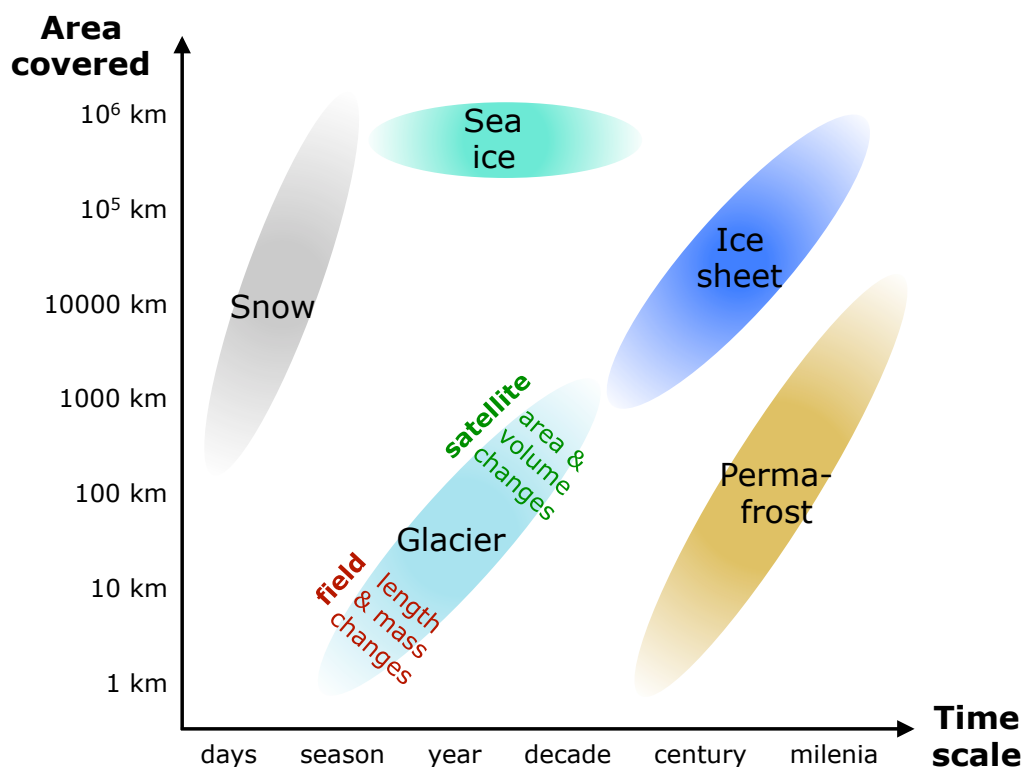 Area
covered
10⁶ km
10⁵ km
10000 km
1000 km
100 km
10 km
1 km
Snow
Sea
ice
Ice
sheet
Perma-
frost
Glacier
satellite
area &
volume
changes
field
length
& mass
changes
days season year decade century milenia
Time
scale